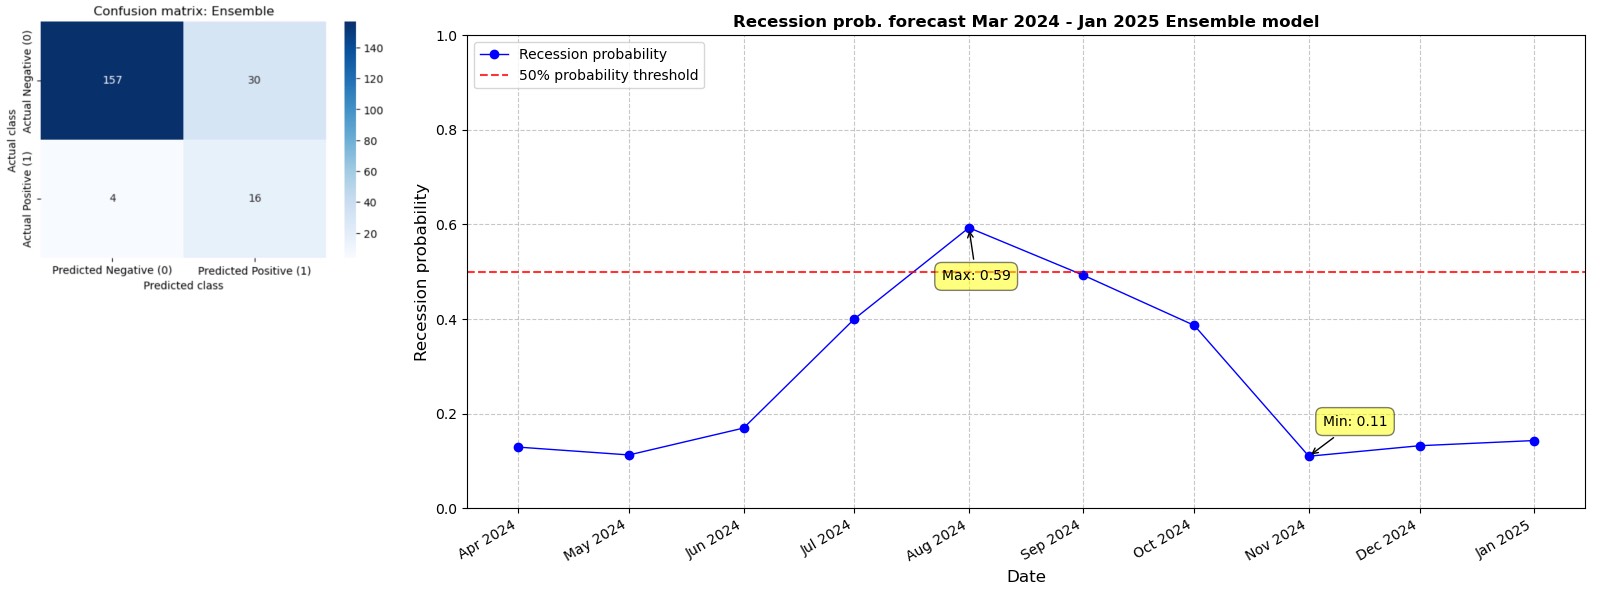 Confusion matrix: Ensemble
Actual class
Actual Negative (0)
Actual Positive (1)
157
30
4
16
Predicted Negative (0)
Predicted Positive (1)
Predicted class
140
120
100
80
60
40
20
Recession prob. forecast Mar 2024 - Jan 2025 Ensemble model
Recession probability
50% probability threshold
Recession probability
1.0
0.8
0.6
0.4
0.2
0.0
Max: 0.59
Min: 0.11
Apr 2024
May 2024
Jun 2024
Jul 2024
Aug 2024
Sep 2024
Oct 2024
Nov 2024
Dec 2024
Jan 2025
Date